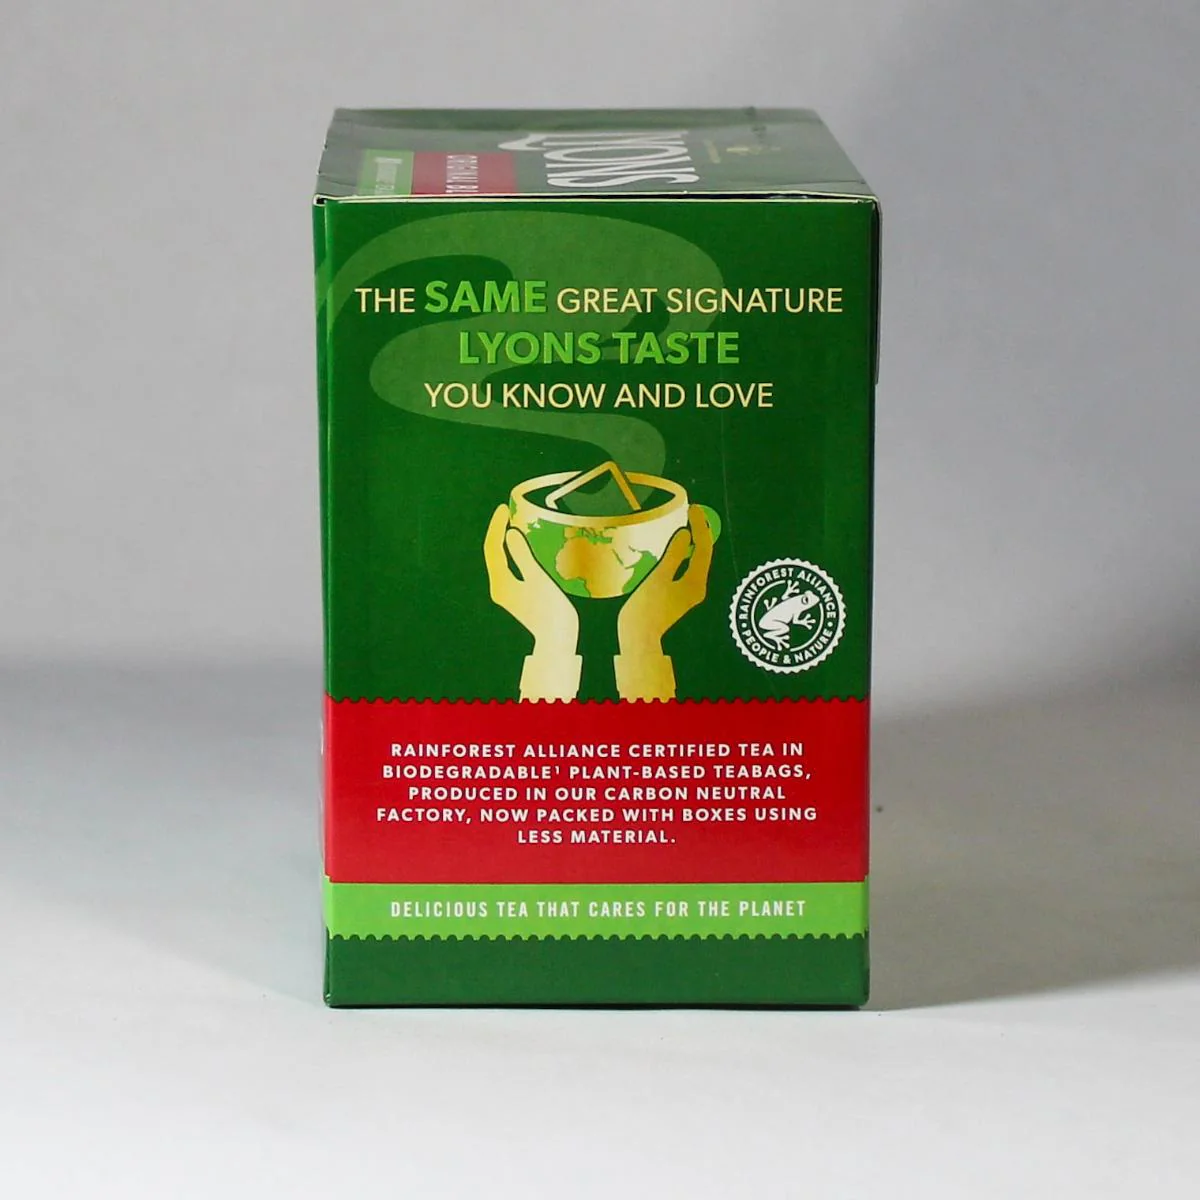 LYONS
ORIGINAL
THE SAME GREAT SIGNATURE
LYONS TASTE
YOU KNOW AND LOVE
RAINFOREST ALLIANCE
PEOPLE & NATURE
RAINFOREST ALLIANCE CERTIFIED TEA IN
BIODEGRADABLE¹ PLANT-BASED TEABAGS,
PRODUCED IN OUR CARBON NEUTRAL
FACTORY, NOW PACKED WITH BOXES USING
LESS MATERIAL.
DELICIOUS TEA THAT CARES FOR THE PLANET